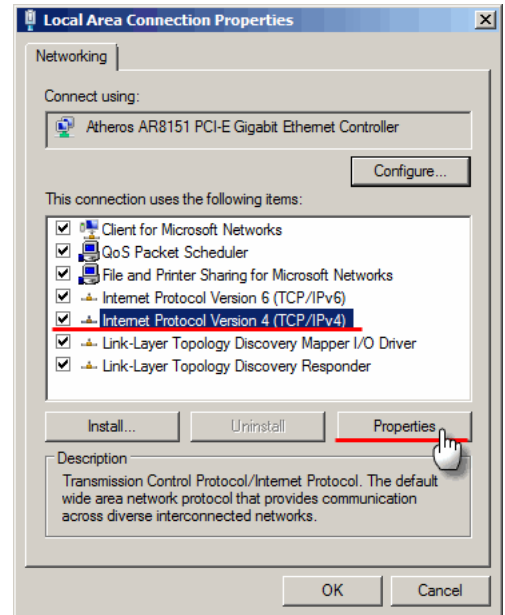 Local Area Connection Properties
Networking
Connect using:
Atheros AR8151 PCI-E Gigabit Ethernet Controller
Configure...
This connection uses the following items:
Client for Microsoft Networks
QoS Packet Scheduler
File and Printer Sharing for Microsoft Networks
Internet Protocol Version 6 (TCP/IPv6)
Internet Protocol Version 4 (TCP/IPv4)
Link-Layer Topology Discovery Mapper I/O Driver
Link-Layer Topology Discovery Responder
Install... Uninstall Properties
Description
Transmission Control Protocol/Internet Protocol. The default
wide area network protocol that provides communication
across diverse interconnected networks.
OK Cancel